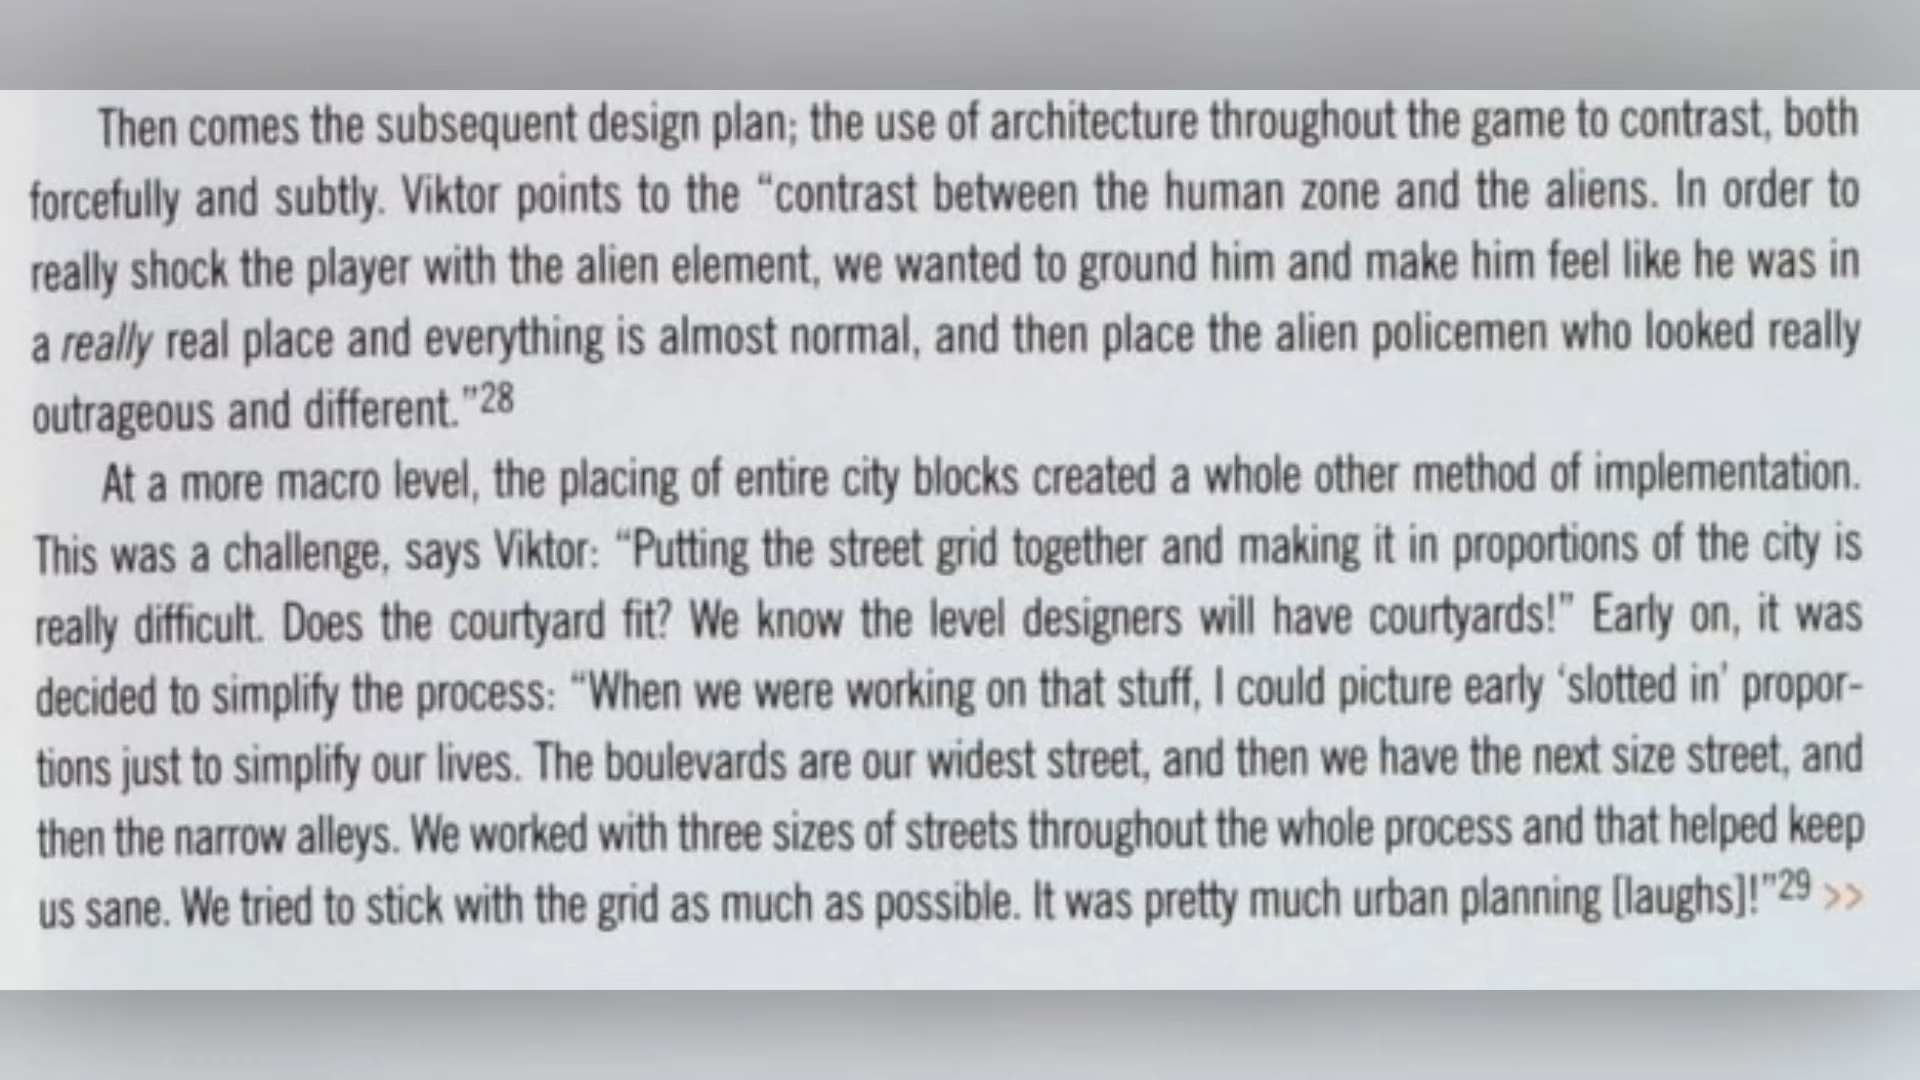 Then comes the subsequent design plan; the use of architecture throughout the game to contrast, both
forcefully and subtly. Viktor points to the “contrast between the human zone and the aliens. In order to
really shock the player with the alien element, we wanted to ground him and make him feel like he was in
a really real place and everything is almost normal, and then place the alien policemen who looked really
outrageous and different.”28
At a more macro level, the placing of entire city blocks created a whole other method of implementation.
This was a challenge, says Viktor: “Putting the street grid together and making it in proportions of the city is
really difficult. Does the courtyard fit? We know the level designers will have courtyards!” Early on, it was
decided to simplify the process: “When we were working on that stuff, I could picture early ‘slotted in’ propor-
tions just to simplify our lives. The boulevards are our widest street, and then we have the next size street, and
then the narrow alleys. We worked with three sizes of streets throughout the whole process and that helped keep
us sane. We tried to stick with the grid as much as possible. It was pretty much urban planning [laughs]!”29 >>